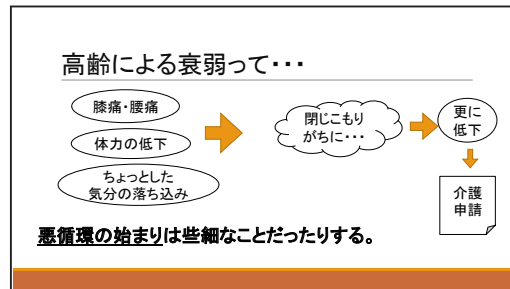 高齢による衰弱って・・・
膝痛・腰痛
体力の低下
ちょっとした
気分の落ち込み
閉じこもり
がちに・・・
更に
低下
介護
申請
悪循環の始まりは些細なことだったりする。